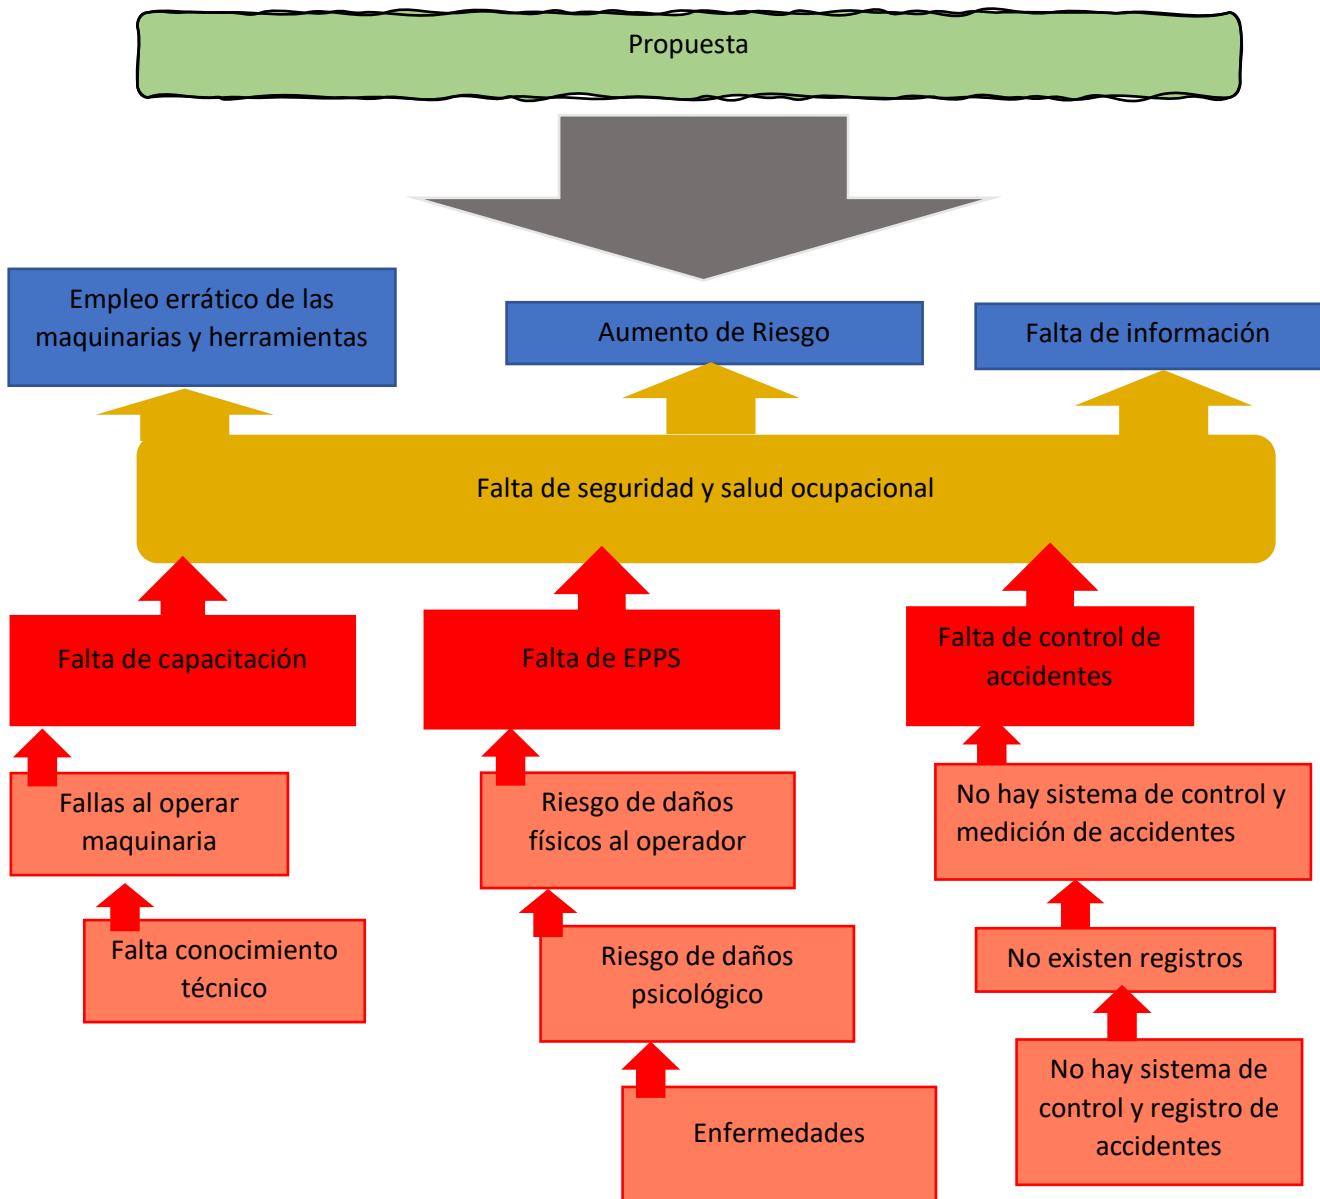 Propuesta
Empleo errático de las
maquinarias y herramientas
Aumento de Riesgo
Falta de información
Falta de seguridad y salud ocupacional
Falta de capacitación
Falta de EPPS
Falta de control de
accidentes
Fallas al operar
maquinaria
Riesgo de daños
físicos al operador
No hay sistema de control y
medición de accidentes
Falta conocimiento
técnico
Riesgo de daños
psicológico
No existen registros
Enfermedades
No hay sistema de
control y registro de
accidentes